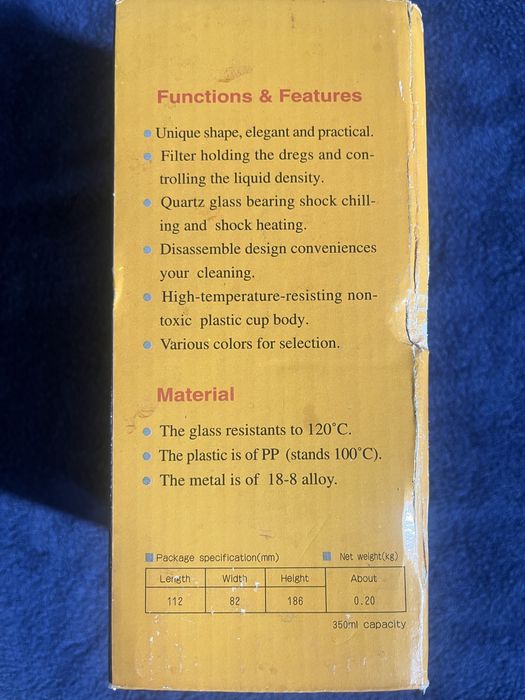 Functions & Features
Unique shape, elegant and practical.
Filter holding the dregs and con-
trolling the liquid density.
Quartz glass bearing shock chill-
ing and shock heating.
Disassemble design conveniences
your cleaning.
High-temperature-resisting non-
toxic plastic cup body.
Various colors for selection.
Material
The glass resistants to 120°C.
The plastic is of PP (stands 100°C).
The metal is of 18-8 alloy.
Package specification(mm) Net weight(kg)
Length Width Height About
112 82 186 0.20
350ml capacity